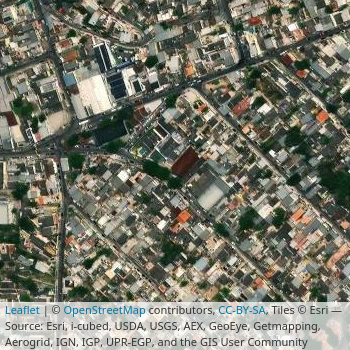 Leaflet | © OpenStreetMap contributors, CC-BY-SA, Tiles © Esri —
Source: Esri, i-cubed, USDA, USGS, AEX, GeoEye, Getmapping,
Aerogrid, IGN, IGP, UPR-EGP, and the GIS User Community